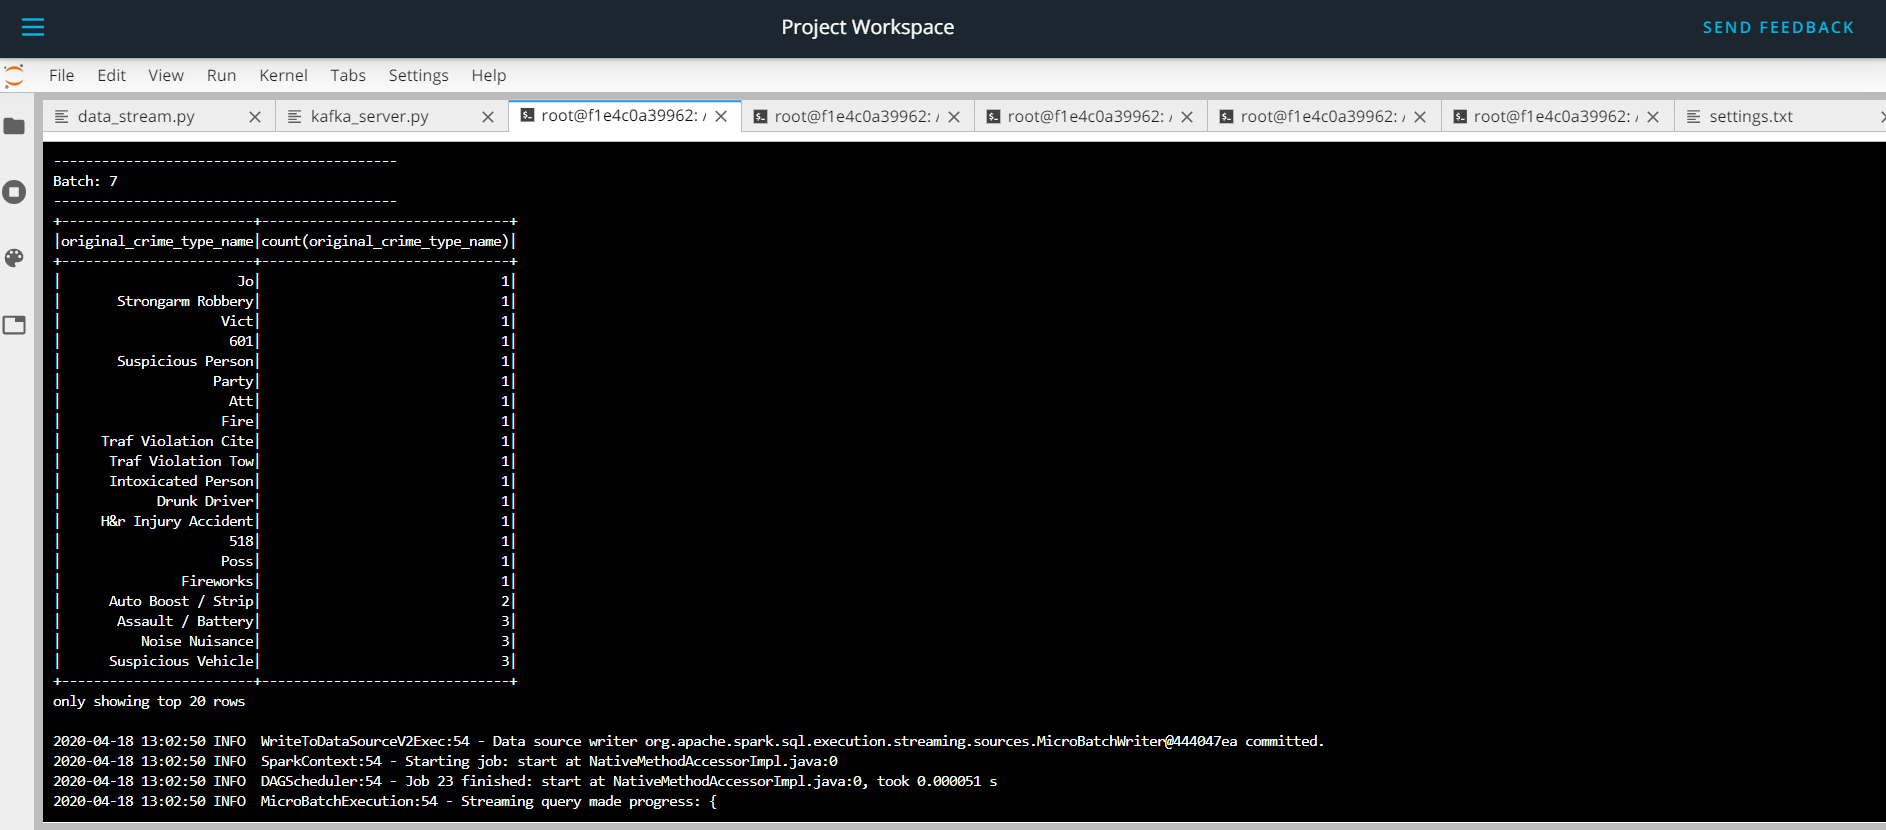 Project Workspace
SEND FEEDBACK
File Edit View Run Kernel Tabs Settings Help
data_stream.py kafka_server.py root@f1e4c0a39962: / root@f1e4c0a39962: / root@f1e4c0a39962: / root@f1e4c0a39962: / root@f1e4c0a39962: / settings.txt
-------------------------------------------
Batch: 7
-------------------------------------------
+------------------------+-------------------------------+
|original_crime_type_name|count(original_crime_type_name)|
+------------------------+-------------------------------+
|                      Jo|                              1|
|       Strongarm Robbery|                              1|
|                    Vict|                              1|
|                     601|                              1|
|       Suspicious Person|                              1|
|                   Party|                              1|
|                     Att|                              1|
|                    Fire|                              1|
|     Traf Violation Cite|                              1|
|      Traf Violation Tow|                              1|
|      Intoxicated Person|                              1|
|            Drunk Driver|                              1|
|     H&r Injury Accident|                              1|
|                     518|                              1|
|                    Poss|                              1|
|               Fireworks|                              1|
|      Auto Boost / Strip|                              2|
|       Assault / Battery|                              3|
|          Noise Nuisance|                              3|
|      Suspicious Vehicle|                              3|
+------------------------+-------------------------------+
only showing top 20 rows
2020-04-18 13:02:50 INFO  WriteToDataSourceV2Exec:54 - Data source writer org.apache.spark.sql.execution.streaming.sources.MicroBatchWriter@444047ea committed.
2020-04-18 13:02:50 INFO  SparkContext:54 - Starting job: start at NativeMethodAccessorImpl.java:0
2020-04-18 13:02:50 INFO  DAGScheduler:54 - Job 23 finished: start at NativeMethodAccessorImpl.java:0, took 0.000051 s
2020-04-18 13:02:50 INFO  MicroBatchExecution:54 - Streaming query made progress: {